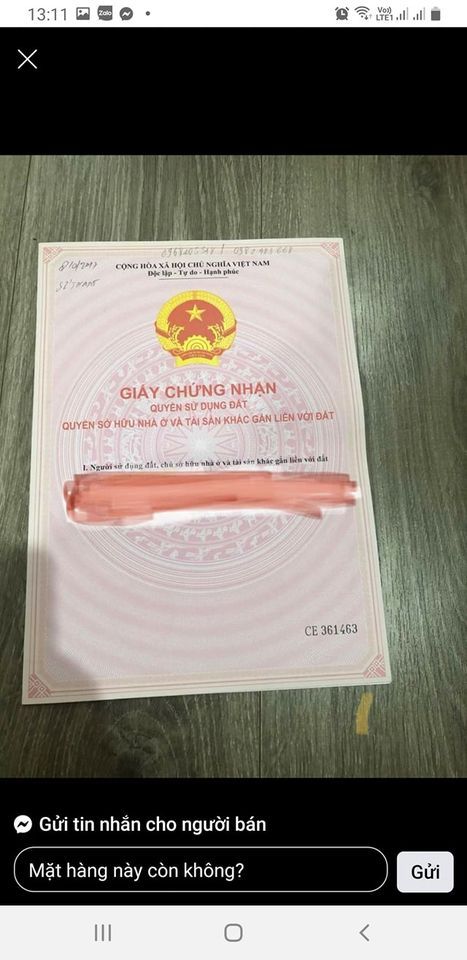 13:11
Zalo
Vo))
LTE1
CỘNG HÒA XÃ HỘI CHỦ NGHĨA VIỆT NAM
Độc lập - Tự do - Hạnh phúc
GIẤY CHỨNG NHẬN
QUYỀN SỬ DỤNG ĐẤT
QUYỀN SỞ HỮU NHÀ Ở VÀ TÀI SẢN KHÁC GẮN LIỀN VỚI ĐẤT
I. Người sử dụng đất, chủ sở hữu nhà ở và tài sản khác gắn liền với đất
CE 361463
Gửi tin nhắn cho người bán
Mặt hàng này còn không?
Gửi